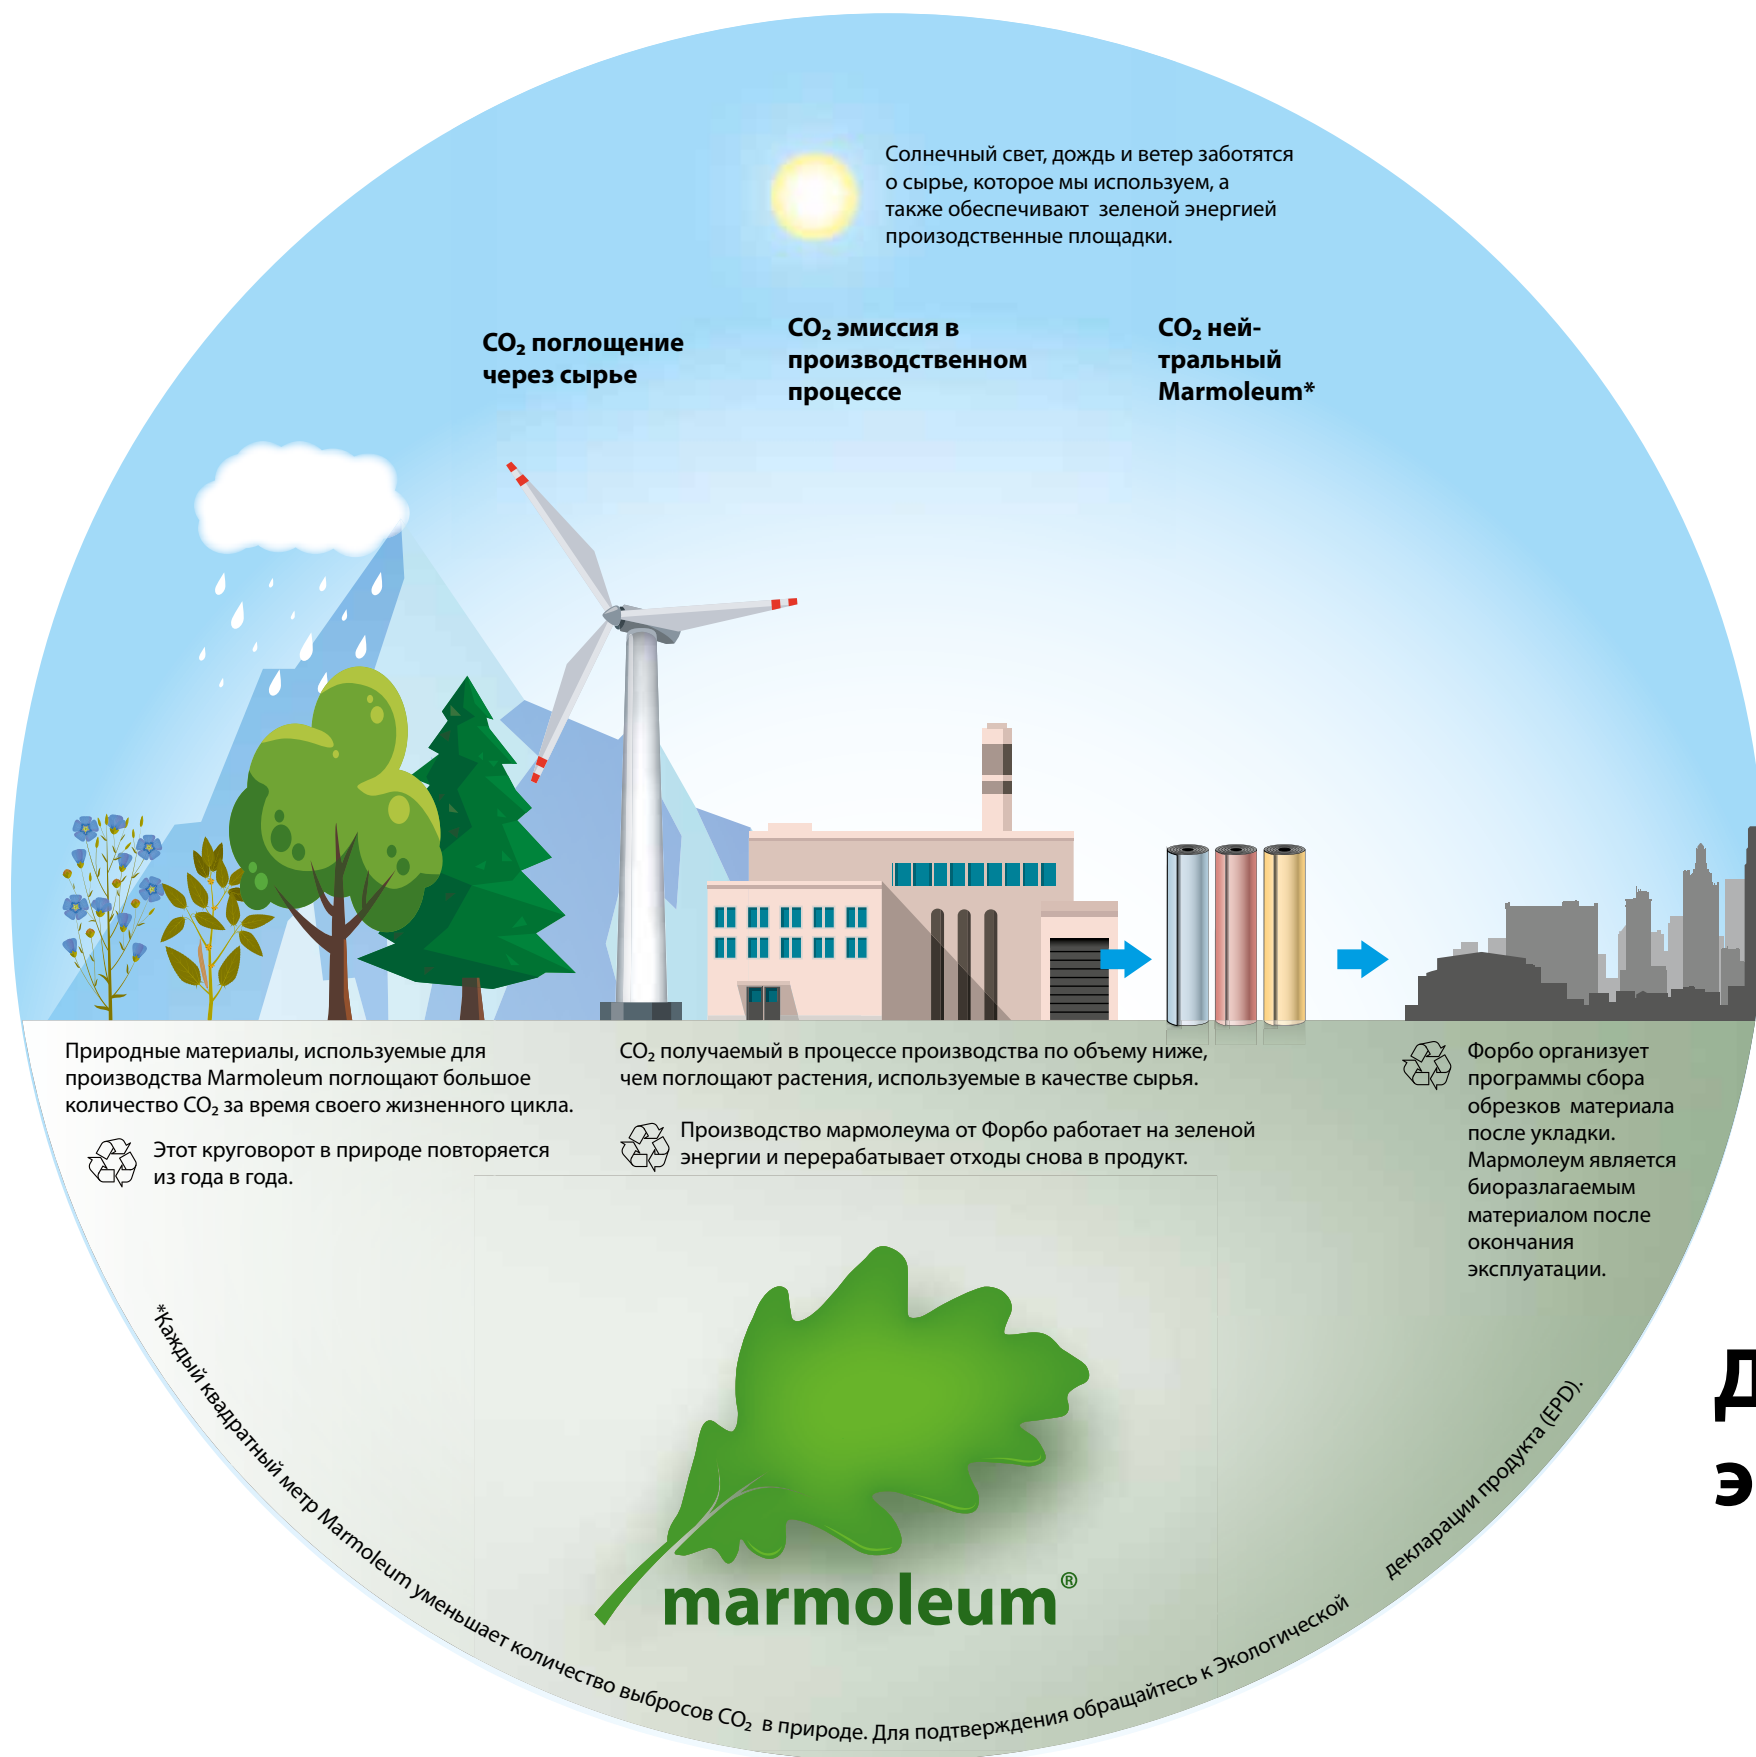 Солнечный свет, дождь и ветер заботятся
о сырье, которое мы используем, а
также обеспечивают зеленой энергией
произодственные площадки.
CO₂ поглощение
через сырье
CO₂ эмиссия в
производственном
процессе
CO₂ ней-
тральный
Marmoleum*
Природные материалы, используемые для
производства Marmoleum поглощают большое
количество CO₂ за время своего жизненного цикла.
Этот круговорот в природе повторяется
из года в года.
CO₂ получаемый в процессе производства по объему ниже,
чем поглощают растения, используемые в качестве сырья.
Производство мармолеума от Форбо работает на зеленой
энергии и перерабатывает отходы снова в продукт.
Форбо организует
программы сбора
обрезков материала
после укладки.
Мармолеум является
биоразлагаемым
материалом после
окончания
эксплуатации.
marmoleum®
*Каждый квадратный метр Marmoleum уменьшает количество выбросов CO₂ в природе. Для подтверждения обращайтесь к Экологической декларации продукта (EPD).
Д
э